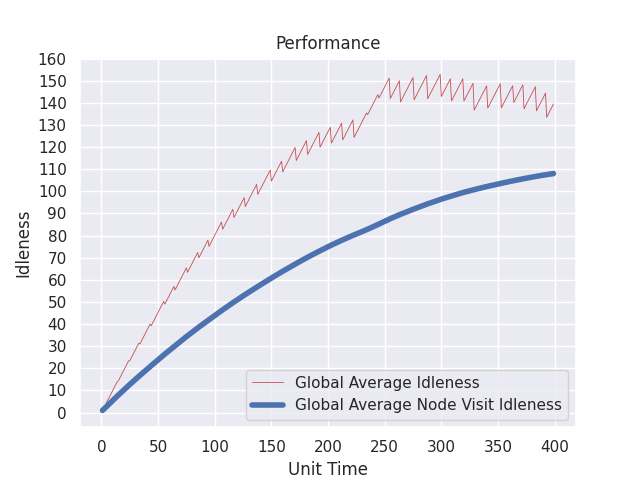 Performance
160
150
140
130
120
110
100
90
80
70
60
50
40
30
20
10
0
Idleness
Global Average Idleness
Global Average Node Visit Idleness
0 50 100 150 200 250 300 350 400
Unit Time